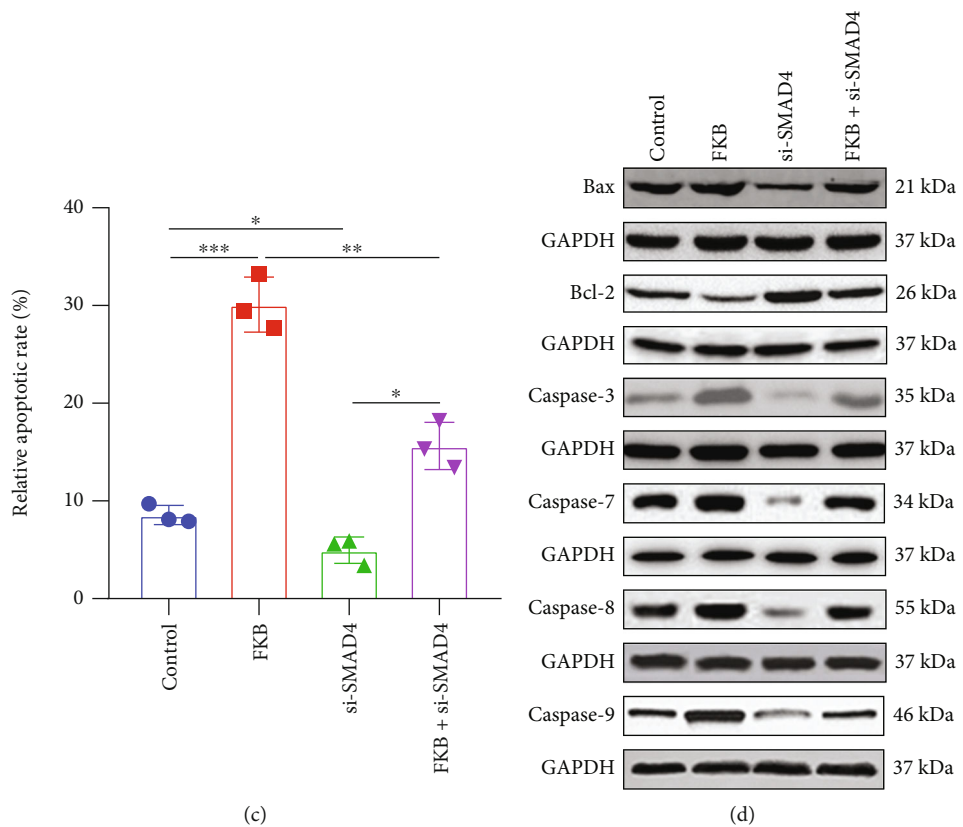 Relative apoptotic rate (%)
40
30
20
10
0
*
***
**
*
Control
FKB
si-SMAD4
FKB + si-SMAD4
(c)
Control
FKB
si-SMAD4
FKB + si-SMAD4
Bax 21 kDa
GAPDH 37 kDa
Bcl-2 26 kDa
GAPDH 37 kDa
Caspase-3 35 kDa
GAPDH 37 kDa
Caspase-7 34 kDa
GAPDH 37 kDa
Caspase-8 55 kDa
GAPDH 37 kDa
Caspase-9 46 kDa
GAPDH 37 kDa
(d)